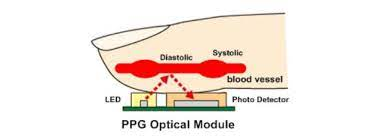 Systolic
Diastolic
blood vessel
LED
Photo Detector
PPG Optical Module